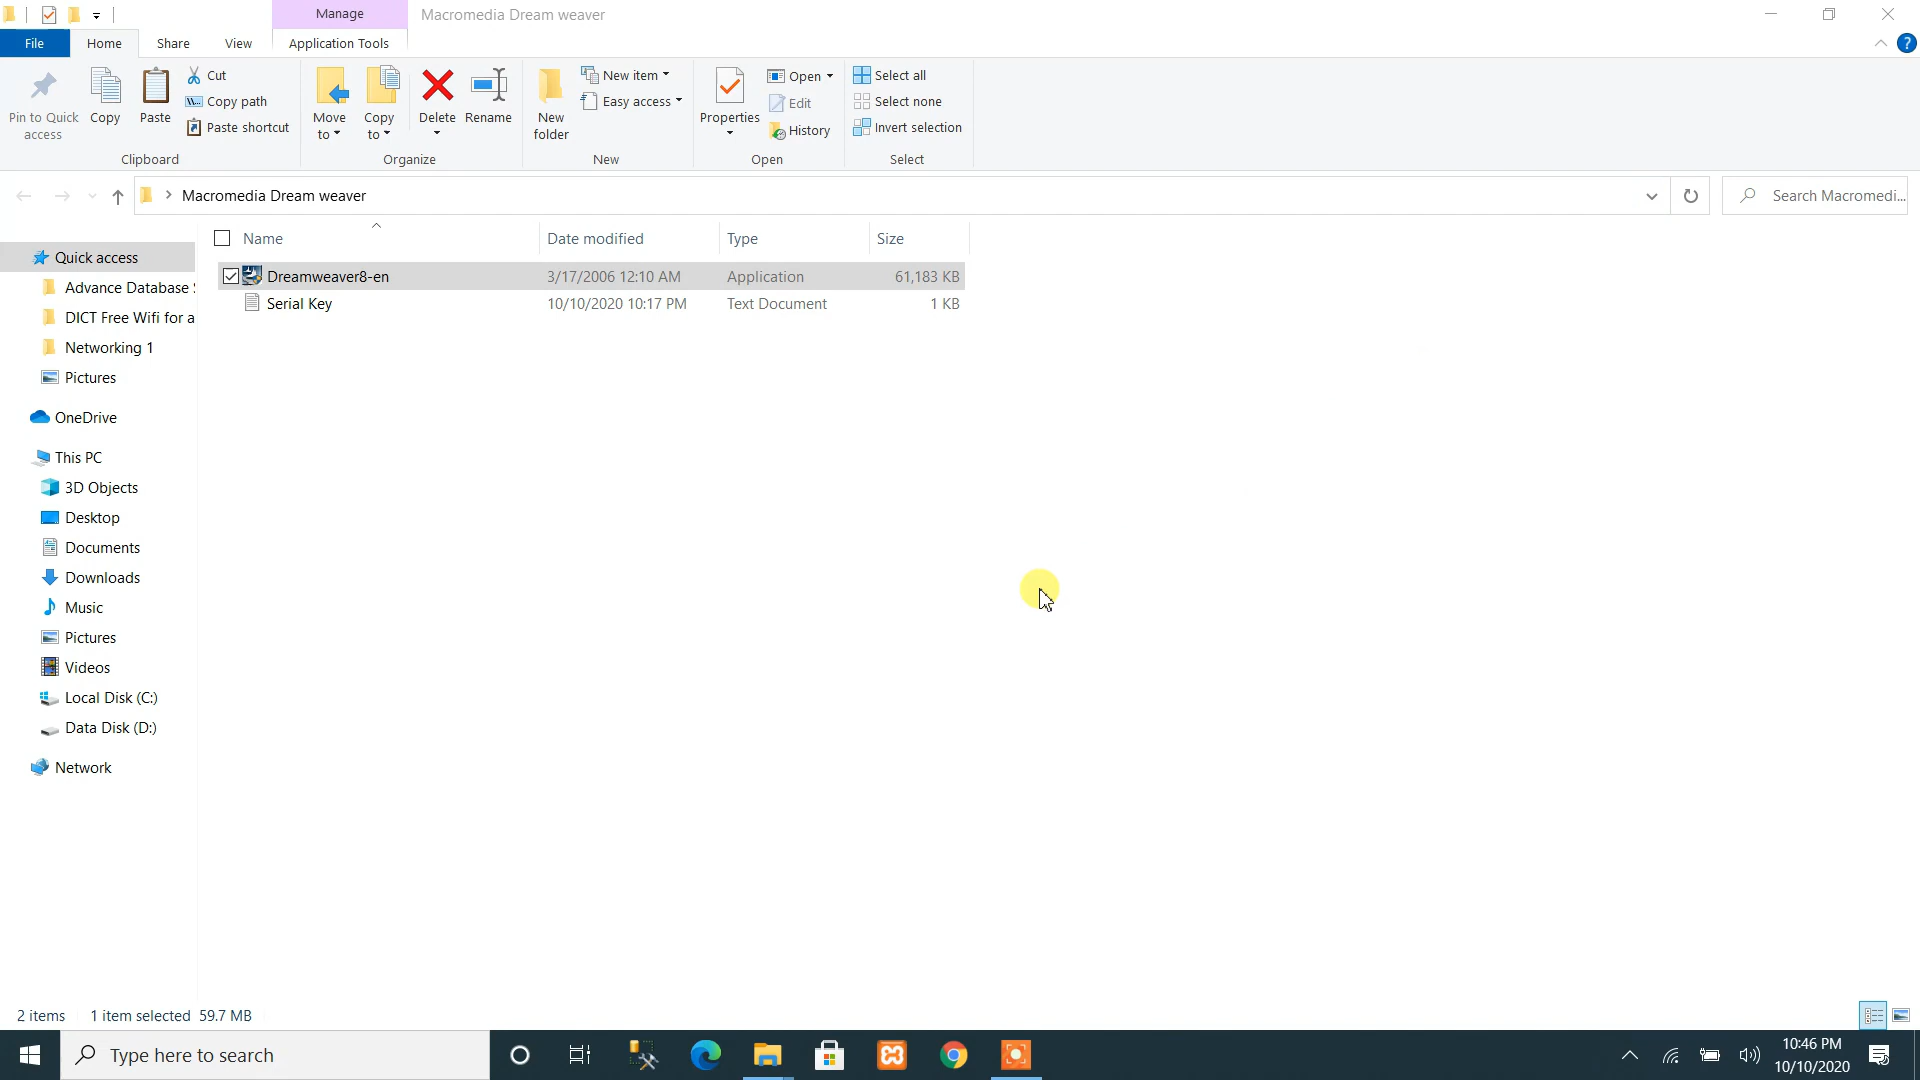 Manage
Macromedia Dream weaver
File
Home
Share
View
Application Tools
Pin to Quick access
Copy
Paste
Cut
Copy path
Paste shortcut
Clipboard
Move to
Copy to
Delete
Rename
Organize
New folder
New item
Easy access
New
Properties
Open
Edit
History
Open
Select all
Select none
Invert selection
Select
Macromedia Dream weaver
Search Macromedi...
Name
Date modified
Type
Size
Dreamweaver8-en 3/17/2006 12:10 AM Application 61,183 KB
Serial Key 10/10/2020 10:17 PM Text Document 1 KB
Quick access
Advance Database
DICT Free Wifi for a
Networking 1
Pictures
OneDrive
This PC
3D Objects
Desktop
Documents
Downloads
Music
Pictures
Videos
Local Disk (C:)
Data Disk (D:)
Network
2 items 1 item selected 59.7 MB
Type here to search
10:46 PM
10/10/2020